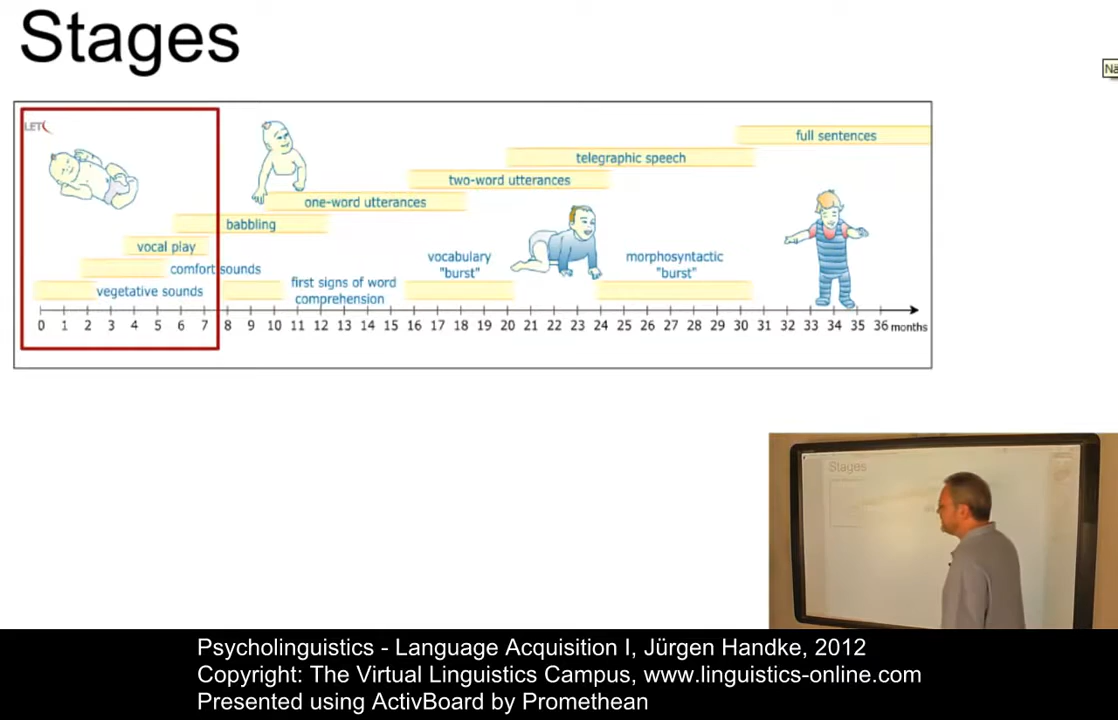 Stages
Nä
LET
full sentences
telegraphic speech
two-word utterances
one-word utterances
babbling
vocal play
comfort sounds
vegetative sounds
first signs of word
comprehension
vocabulary
"burst"
morphosyntactic
"burst"
0 1 2 3 4 5 6 7 8 9 10 11 12 13 14 15 16 17 18 19 20 21 22 23 24 25 26 27 28 29 30 31 32 33 34 35 36 months
Stages
Psycholinguistics - Language Acquisition I, Jürgen Handke, 2012
Copyright: The Virtual Linguistics Campus, www.linguistics-online.com
Presented using ActivBoard by Promethean